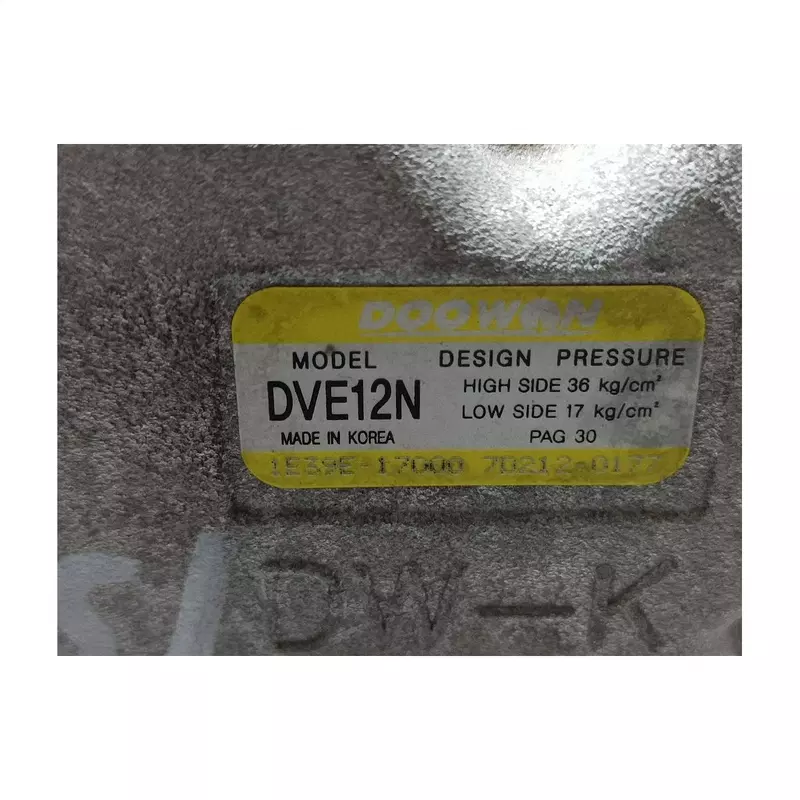 DOOWON
MODEL DESIGN PRESSURE
DVE12N HIGH SIDE 36 kg/cm²
LOW SIDE 17 kg/cm²
MADE IN KOREA PAG 30
DW-K